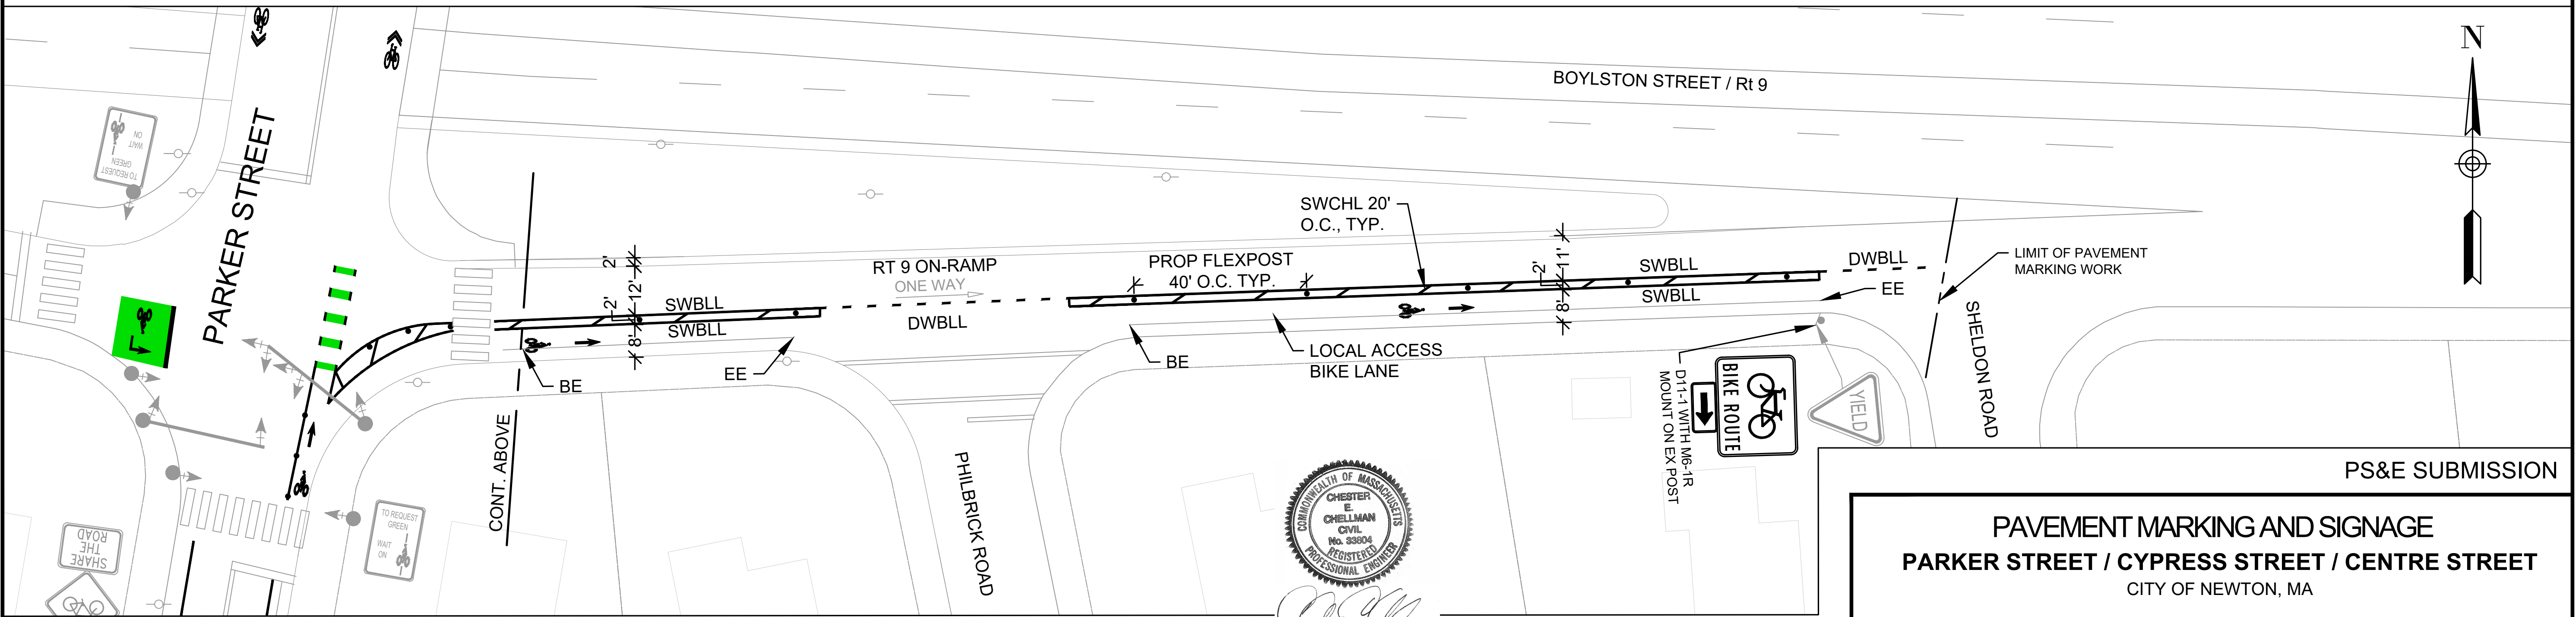 BOYLSTON STREET / Rt 9
N
PARKER STREET
TO REQUEST
GREEN
WAIT
ON
2'
12'
2'
8'
SWBLL
SWBLL
RT 9 ON-RAMP
ONE WAY
DWBLL
PROP FLEXPOST
40' O.C. TYP.
SWCHL 20'
O.C., TYP.
11'
2'
8'
SWBLL
SWBLL
DWBLL
LIMIT OF PAVEMENT
MARKING WORK
EE
BE
EE
BE
LOCAL ACCESS
BIKE LANE
CONT. ABOVE
PHILBRICK ROAD
D11-1 WITH M6-1R
MOUNT ON EX POST
BIKE ROUTE
YIELD
SHELDON ROAD
SHARE
THE
ROAD
TO REQUEST
GREEN
WAIT
ON
COMMONWEALTH OF MASSACHUSETTS
CHESTER
E.
CHELLMAN
CIVIL
No. 33804
REGISTERED
PROFESSIONAL ENGINEER
PS&E SUBMISSION
PAVEMENT MARKING AND SIGNAGE
PARKER STREET / CYPRESS STREET / CENTRE STREET
CITY OF NEWTON, MA